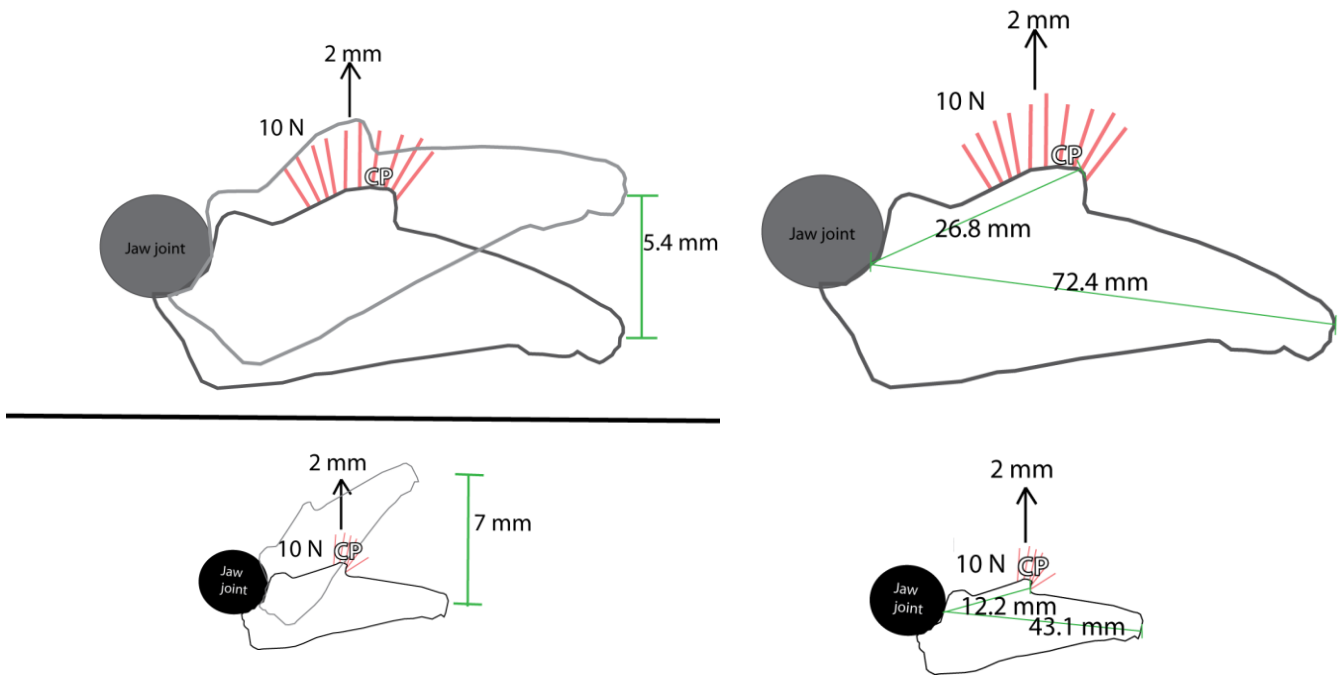 2 mm
10 N
CP
Jaw joint
5.4 mm
2 mm
10 N
CP
Jaw joint
26.8 mm
72.4 mm
2 mm
7 mm
10 N
CP
Jaw
joint
2 mm
10 N
CP
Jaw
joint
12.2 mm
43.1 mm